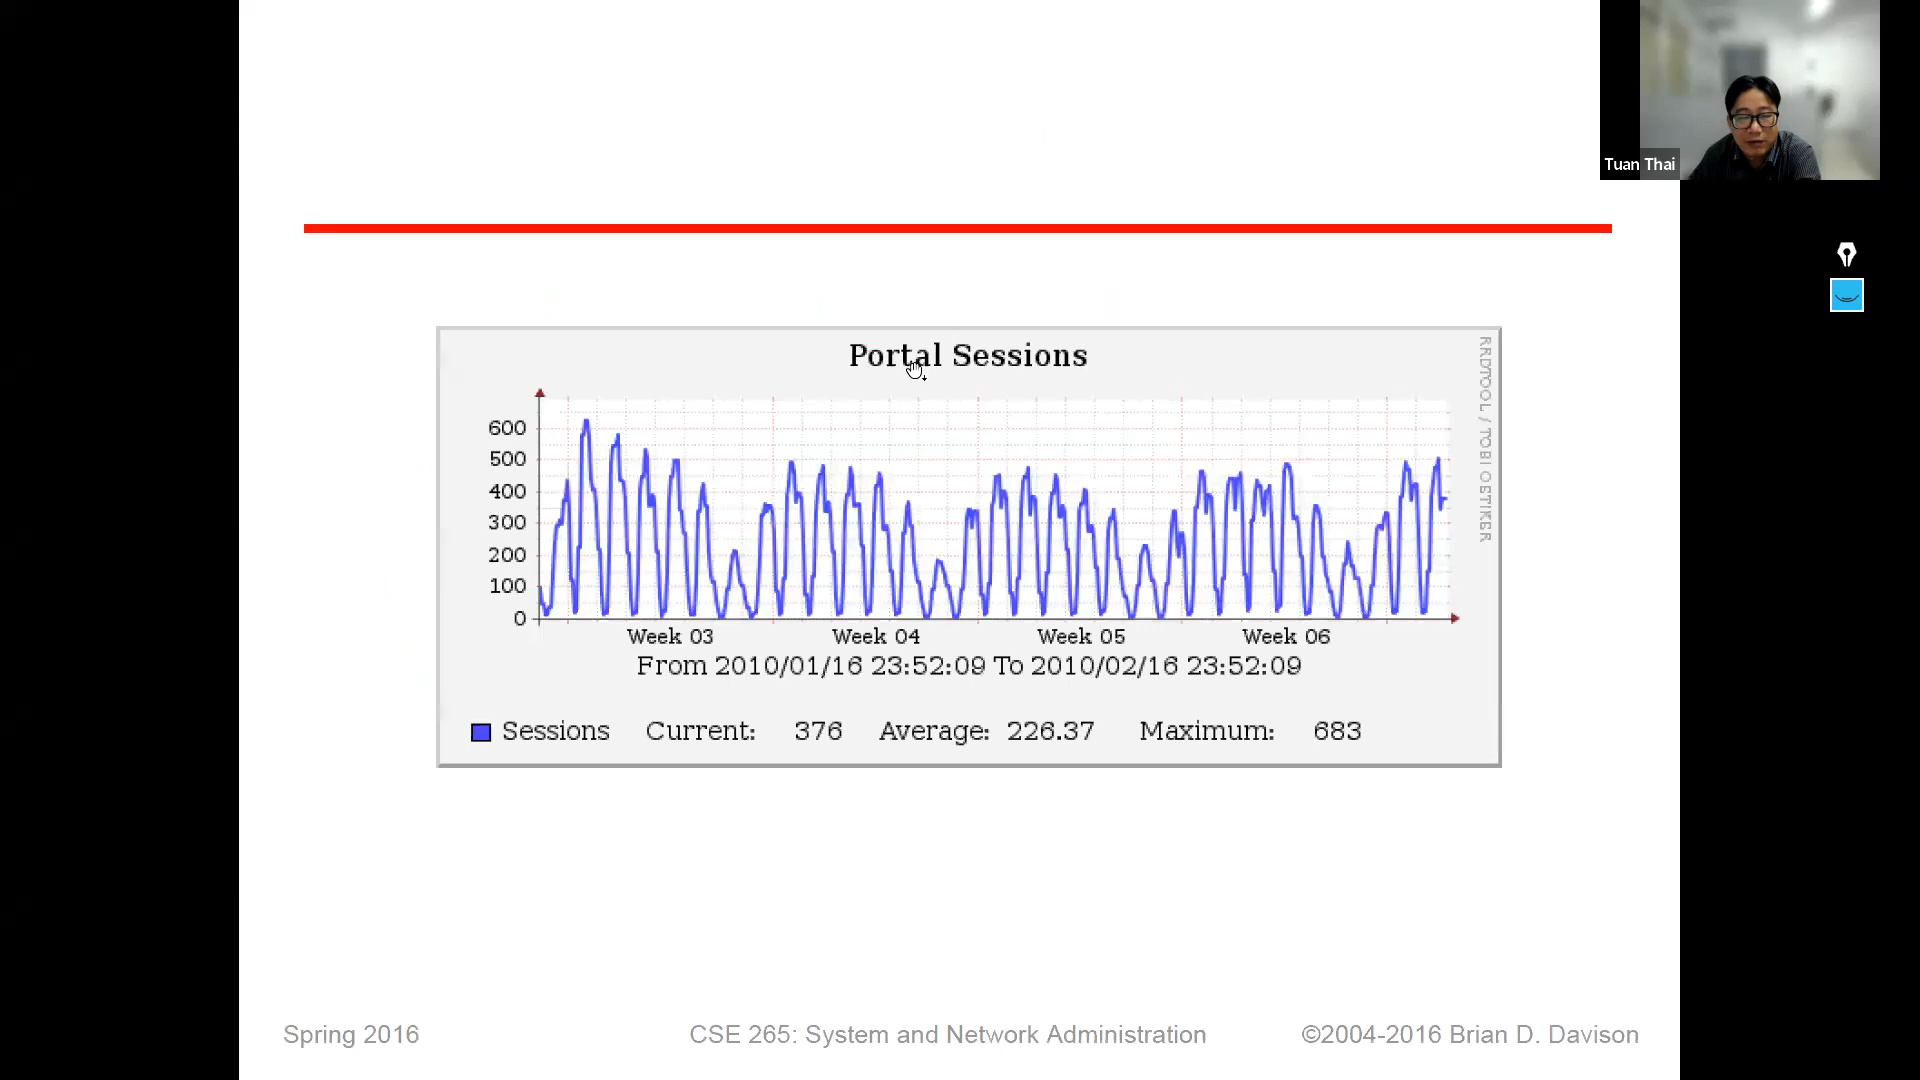 Tuan Thai
Portal Sessions
RRDTOOL / TOBI OETIKER
600
500
400
300
200
100
0
Week 03 Week 04 Week 05 Week 06
From 2010/01/16 23:52:09 To 2010/02/16 23:52:09
Sessions Current: 376 Average: 226.37 Maximum: 683
Spring 2016 CSE 265: System and Network Administration ©2004-2016 Brian D. Davison